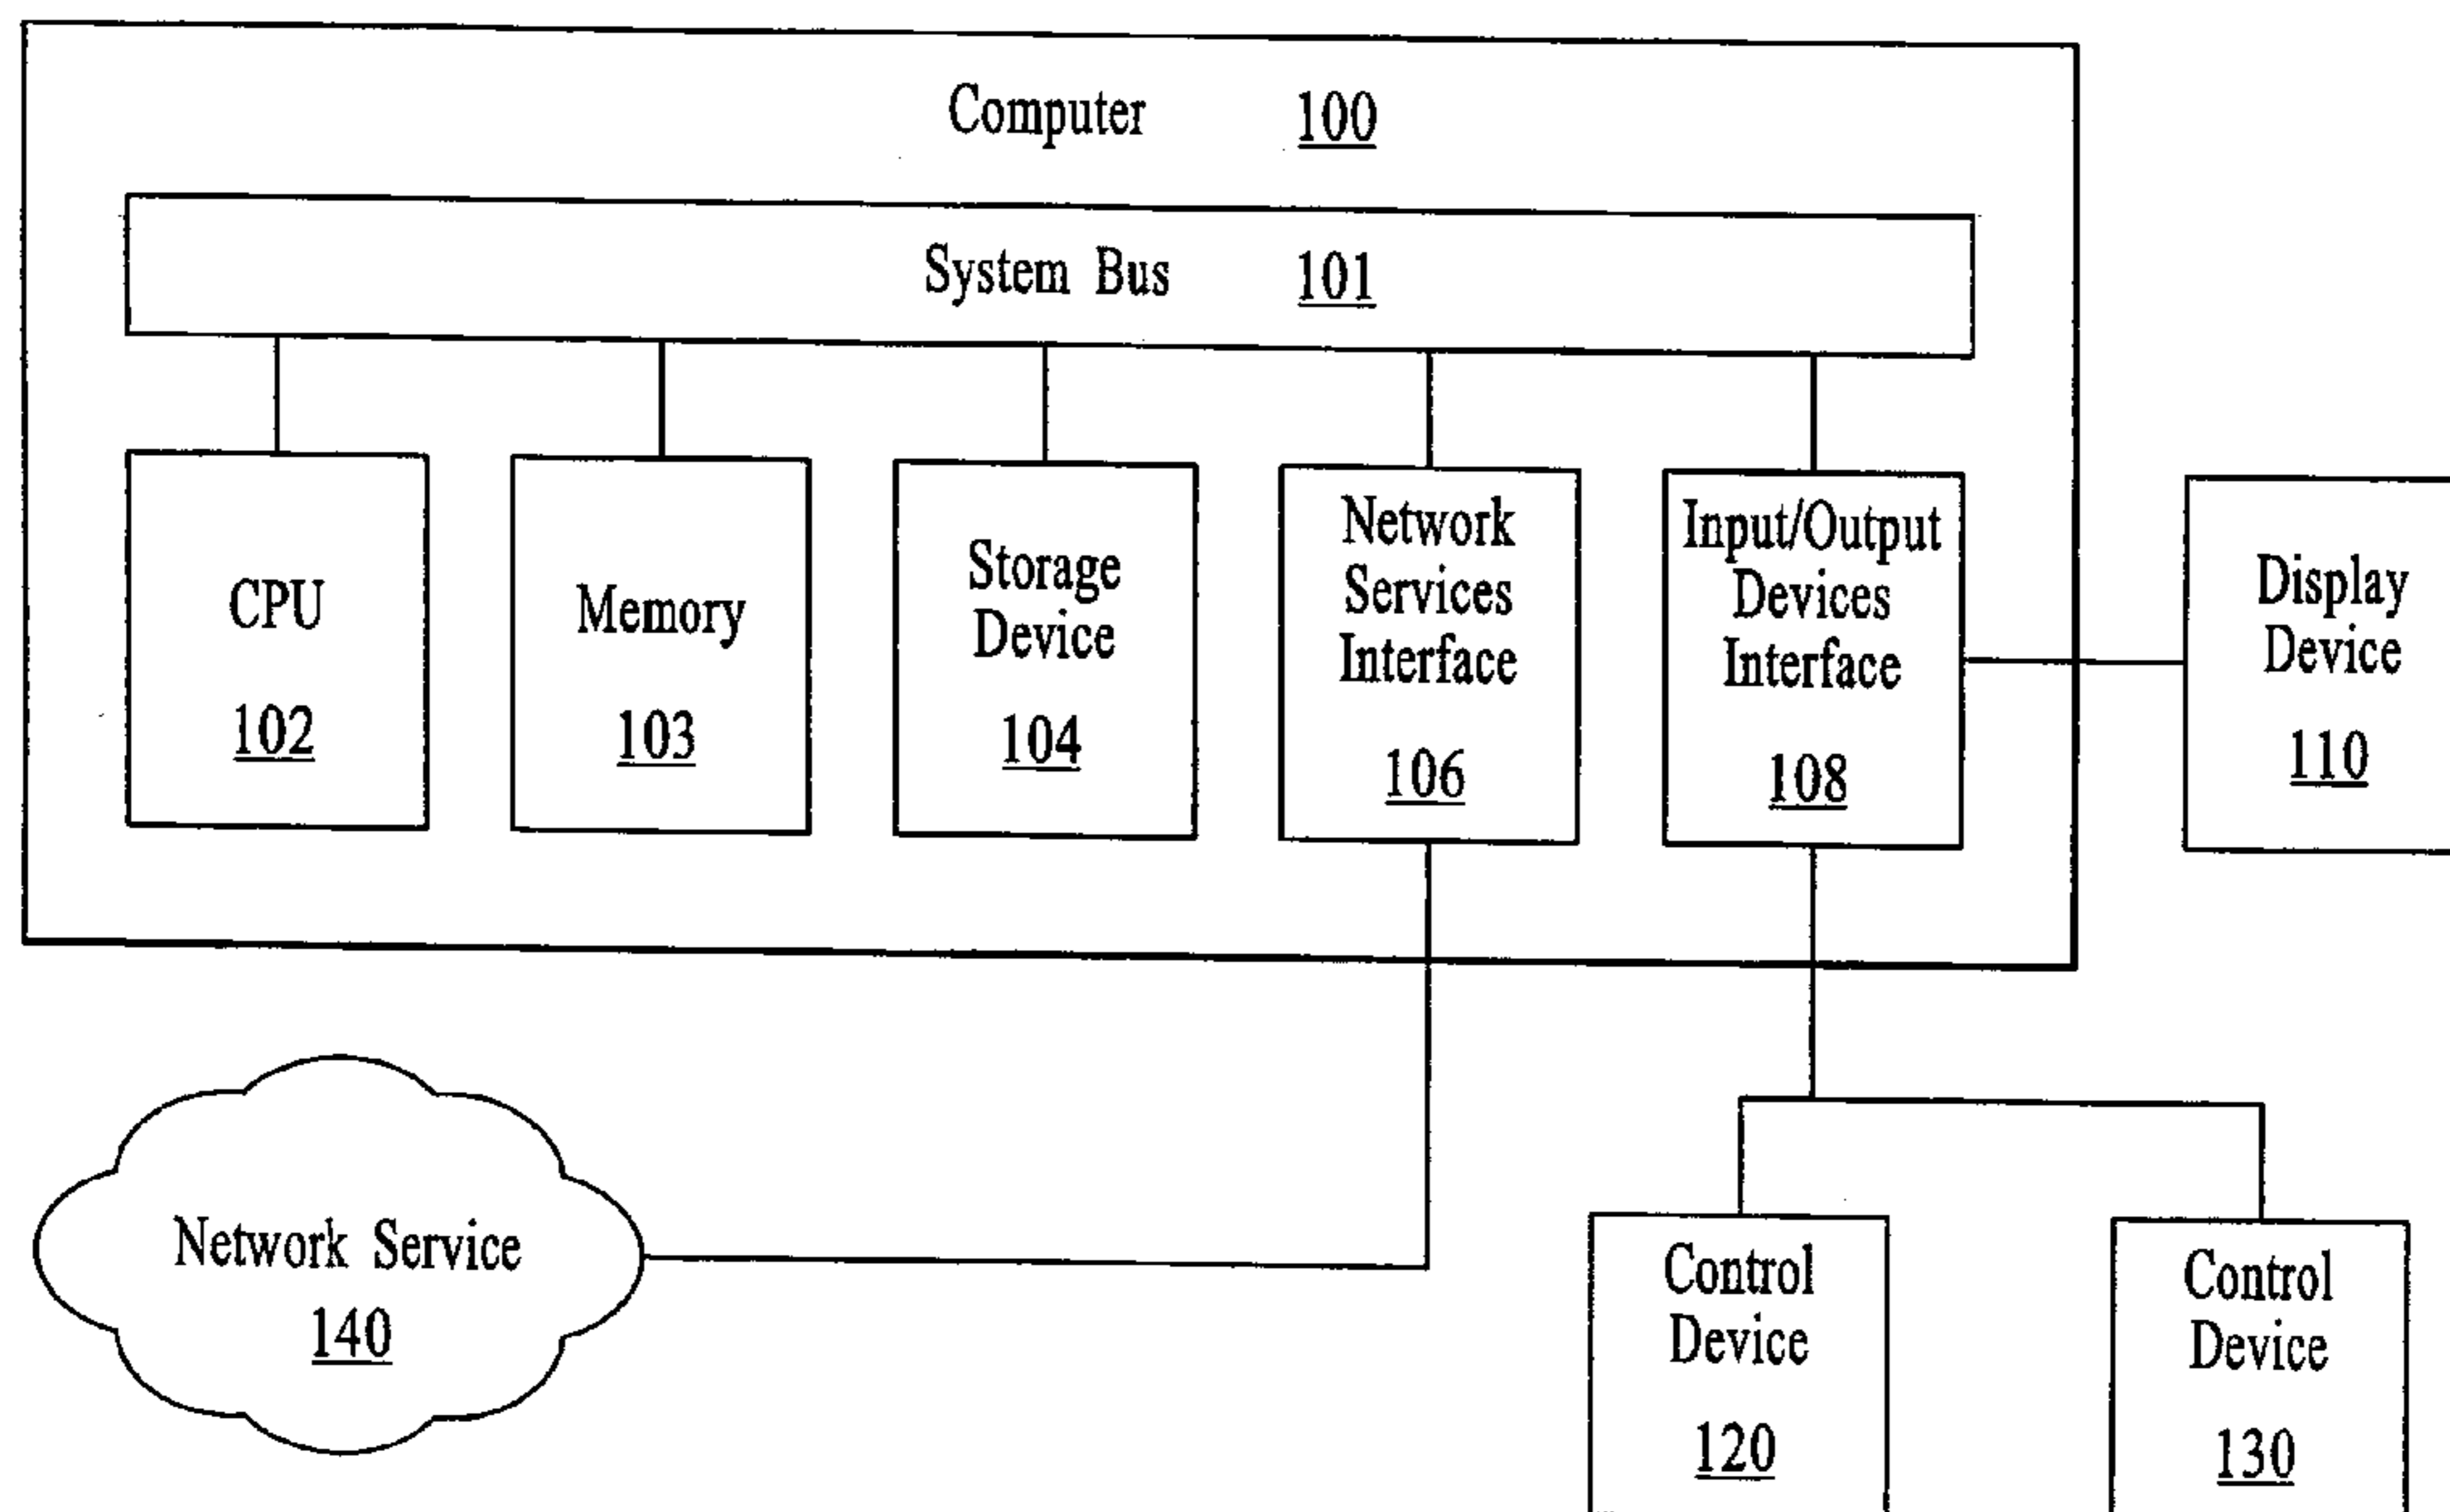 Computer 100
System Bus 101
CPU
102
Memory
103
Storage
Device
104
Network
Services
Interface
106
Input/Output
Devices
Interface
108
Display
Device
110
Network Service
140
Control
Device
120
Control
Device
130